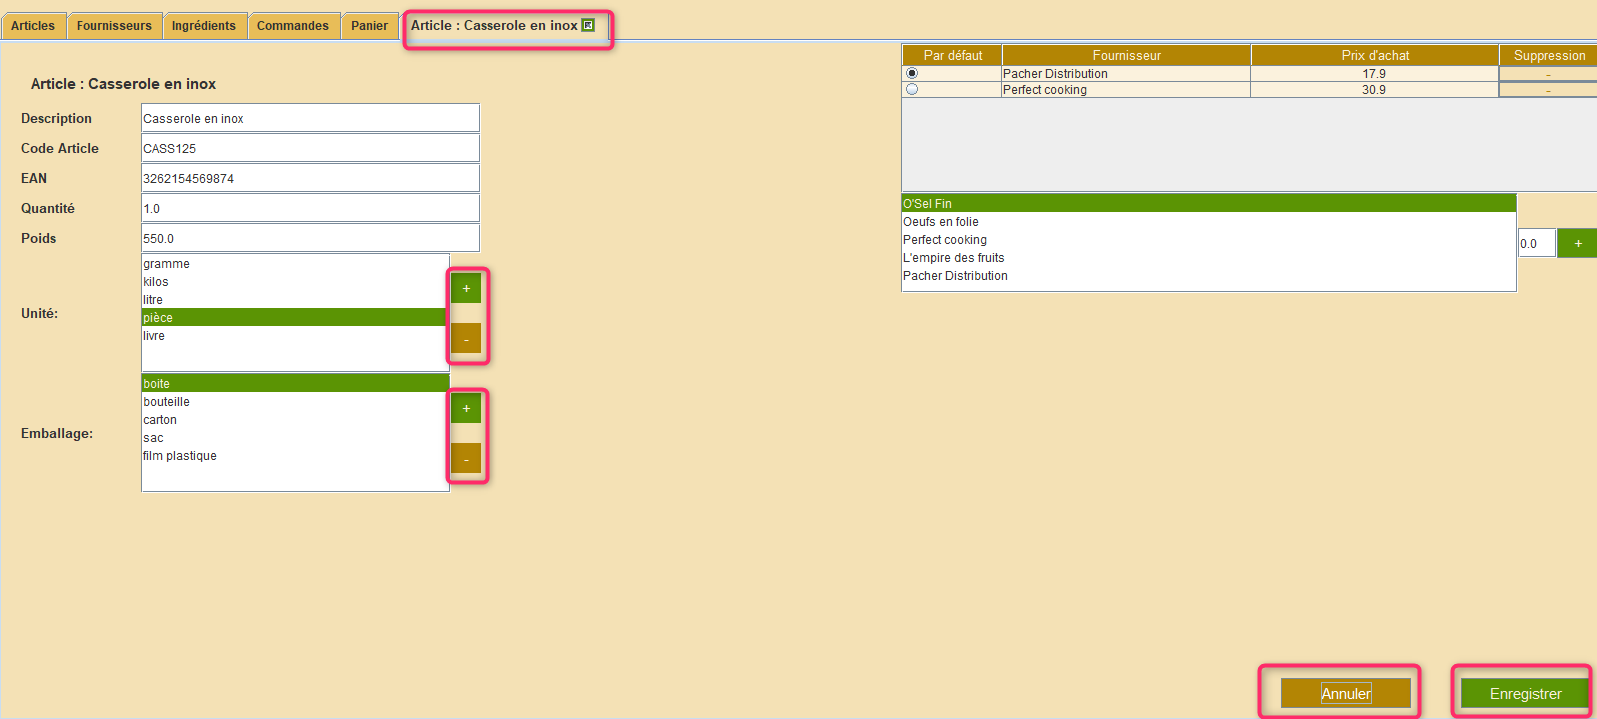 Articles Fournisseurs Ingrédients Commandes Panier Article : Casserole en inox
Article : Casserole en inox
Description Casserole en inox
Code Article CASS125
EAN 3262154569874
Quantité 1.0
Poids 550.0
Unité:
gramme
kilos
litre
pièce
livre
+
-
Emballage:
boite
bouteille
carton
sac
film plastique
+
-
Par défaut Fournisseur Prix d'achat Suppression
Pacher Distribution 17.9 -
Perfect cooking 30.9 -
O'Sel Fin
Oeufs en folie
Perfect cooking
L'empire des fruits
Pacher Distribution
0.0 +
Annuler Enregistrer